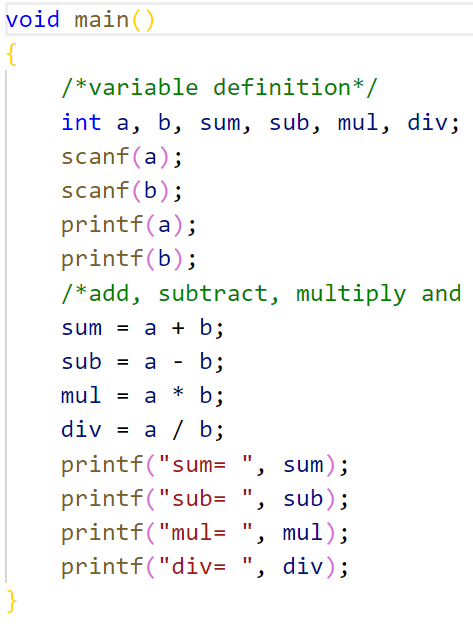 void main()
{
/*variable definition*/
int a, b, sum, sub, mul, div;
scanf(a);
scanf(b);
printf(a);
printf(b);
/*add, subtract, multiply and
sum = a + b;
sub = a - b;
mul = a * b;
div = a / b;
printf("sum= ", sum);
printf("sub= ", sub);
printf("mul= ", mul);
printf("div= ", div);
}